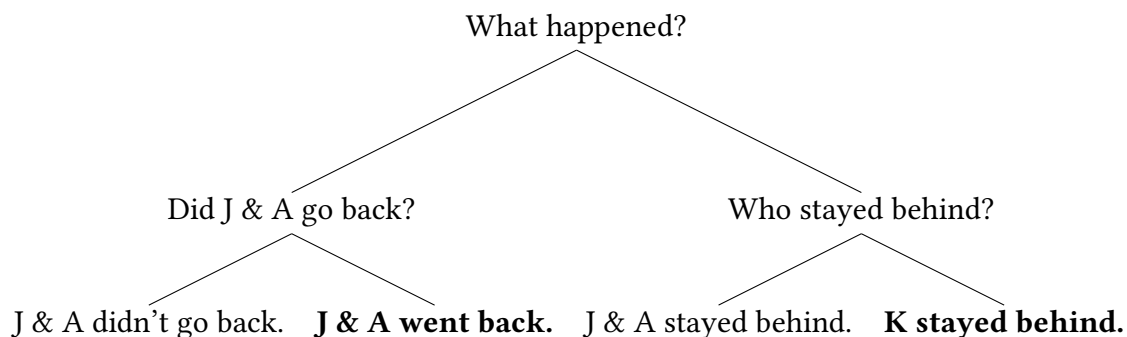 What happened?
Did J & A go back? Who stayed behind?
J & A didn’t go back. J & A went back. J & A stayed behind. K stayed behind.